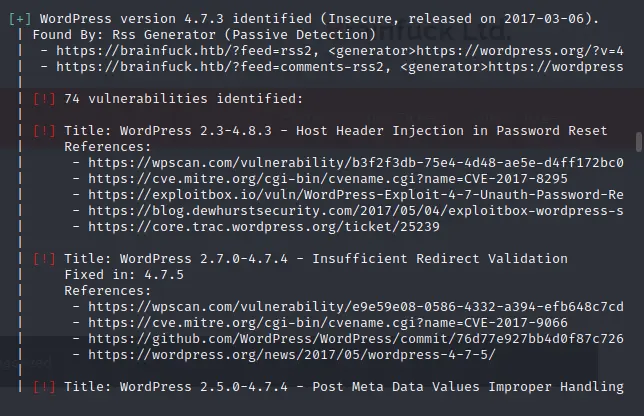 [+] WordPress version 4.7.3 identified (Insecure, released on 2017-03-06).
| Found By: Rss Generator (Passive Detection)
|  - https://brainfuck.htb/?feed=rss2, <generator>https://wordpress.org/?v=4
|  - https://brainfuck.htb/?feed=comments-rss2, <generator>https://wordpress
|
| [!] 74 vulnerabilities identified:
|
| [!] Title: WordPress 2.3-4.8.3 - Host Header Injection in Password Reset
|     References:
|      - https://wpscan.com/vulnerability/b3f2f3db-75e4-4d48-ae5e-d4ff172bc0
|      - https://cve.mitre.org/cgi-bin/cvename.cgi?name=CVE-2017-8295
|      - https://exploitbox.io/vuln/WordPress-Exploit-4-7-Unauth-Password-Re
|      - https://blog.dewhurstsecurity.com/2017/05/04/exploitbox-wordpress-s
|      - https://core.trac.wordpress.org/ticket/25239
|
| [!] Title: WordPress 2.7.0-4.7.4 - Insufficient Redirect Validation
|     Fixed in: 4.7.5
|     References:
|      - https://wpscan.com/vulnerability/e9e59e08-0586-4332-a394-efb648c7cd
|      - https://cve.mitre.org/cgi-bin/cvename.cgi?name=CVE-2017-9066
|      - https://github.com/WordPress/WordPress/commit/76d77e927bb4d0f87c726
|      - https://wordpress.org/news/2017/05/wordpress-4-7-5/
|
| [!] Title: WordPress 2.5.0-4.7.4 - Post Meta Data Values Improper Handling